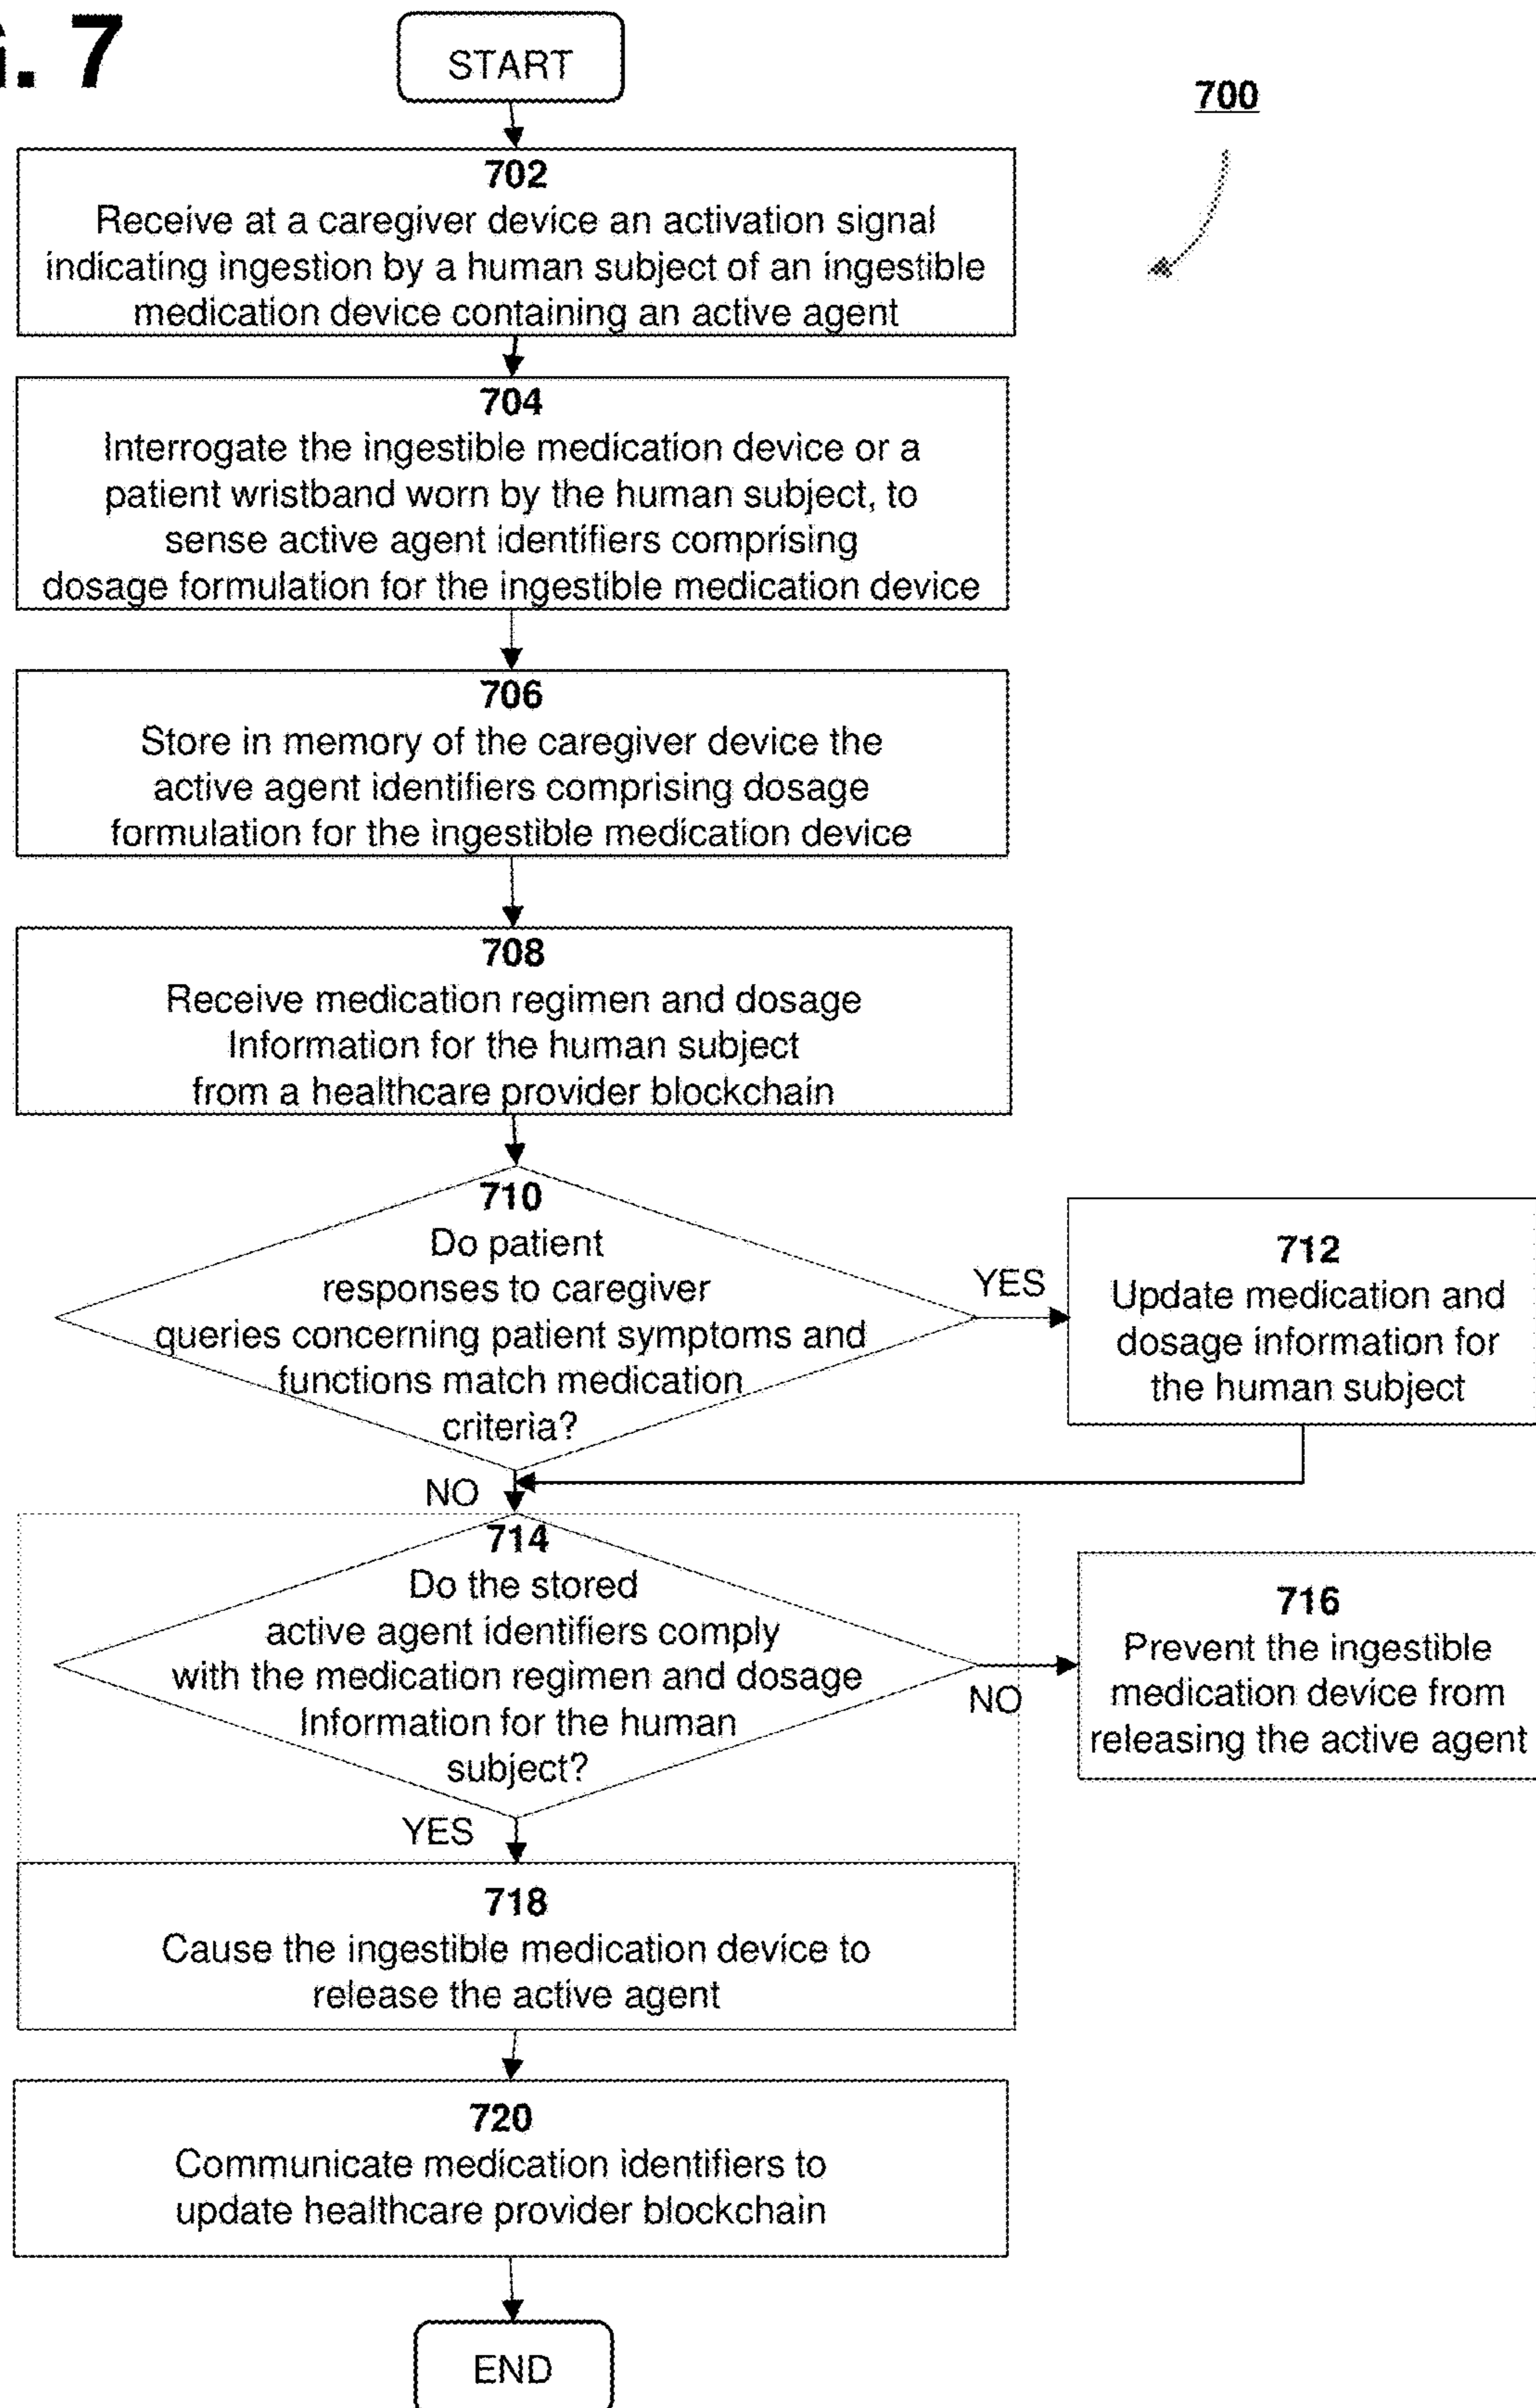 . 7
START
700
702
Receive at a caregiver device an activation signal
indicating ingestion by a human subject of an ingestible
medication device containing an active agent
704
Interrogate the ingestible medication device or a
patient wristband worn by the human subject, to
sense active agent identifiers comprising
dosage formulation for the ingestible medication device
706
Store in memory of the caregiver device the
active agent identifiers comprising dosage
formulation for the ingestible medication device
708
Receive medication regimen and dosage
Information for the human subject
from a healthcare provider blockchain
710
Do patient
responses to caregiver
queries concerning patient symptoms and
functions match medication
criteria?
YES
712
Update medication and
dosage information for
the human subject
NO
714
Do the stored
active agent identifiers comply
with the medication regimen and dosage
Information for the human
subject?
NO
716
Prevent the ingestible
medication device from
releasing the active agent
YES
718
Cause the ingestible medication device to
release the active agent
720
Communicate medication identifiers to
update healthcare provider blockchain
END